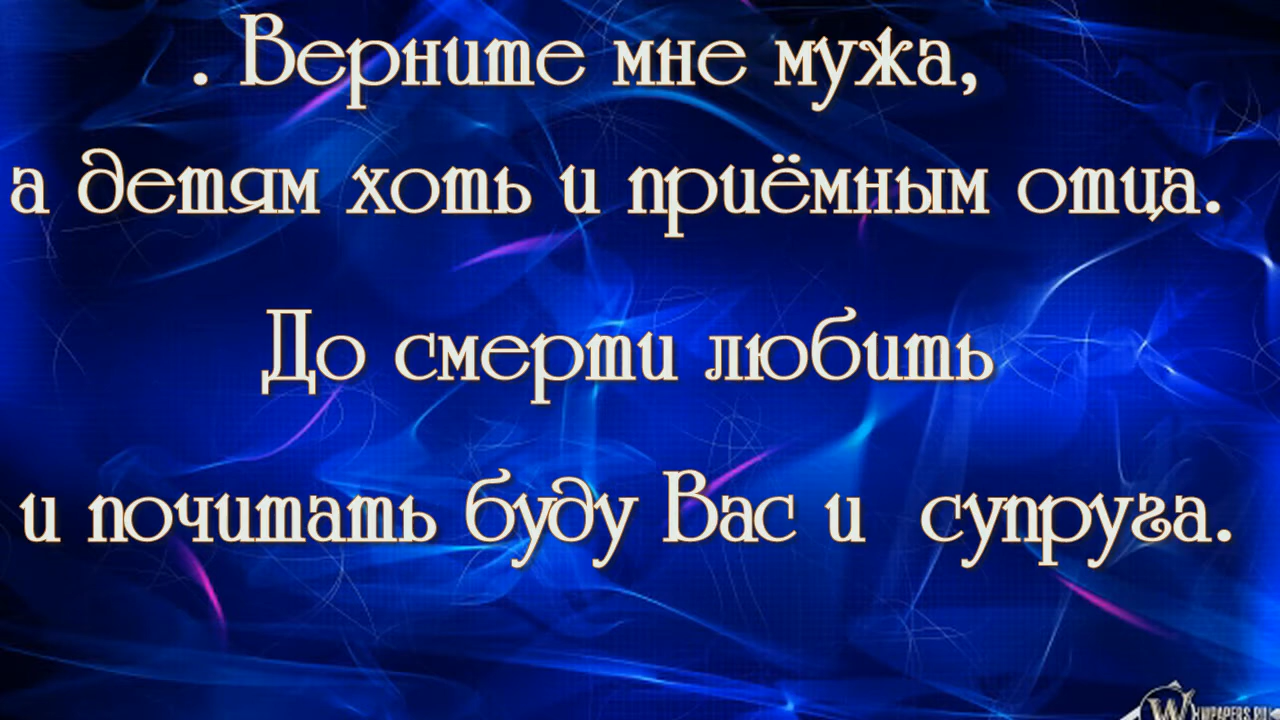 . Верните мне мужа,
а детям хоть и приёмным отца.
До смерти любить
и почитать буду Вас и супруга.